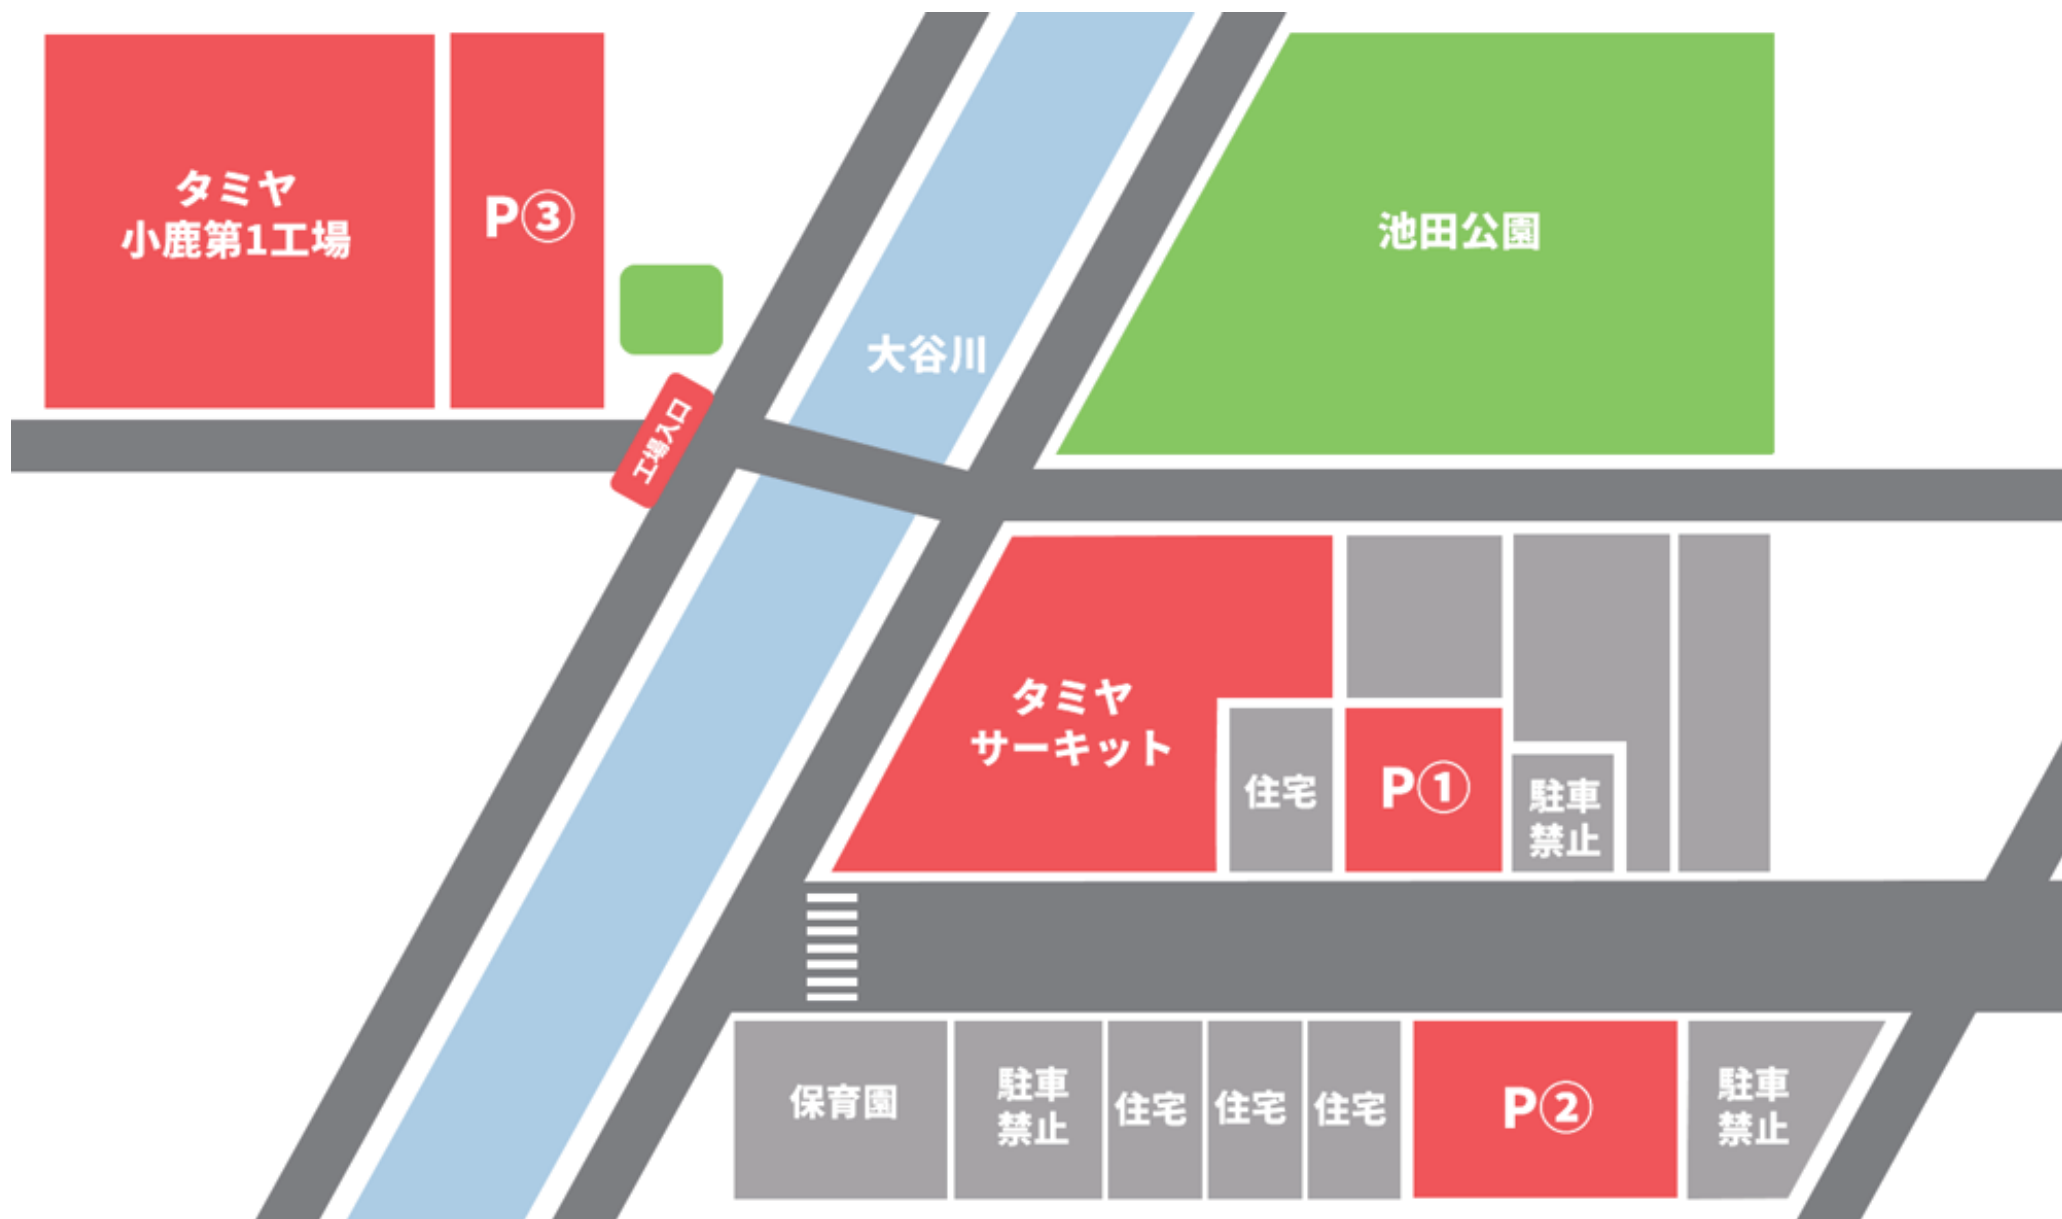 タミヤ
小鹿第1工場
P③
池田公園
大谷川
工場入口
タミヤ
サーキット
住宅
P①
駐車
禁止
保育園
駐車
禁止
住宅
住宅
住宅
P②
駐車
禁止